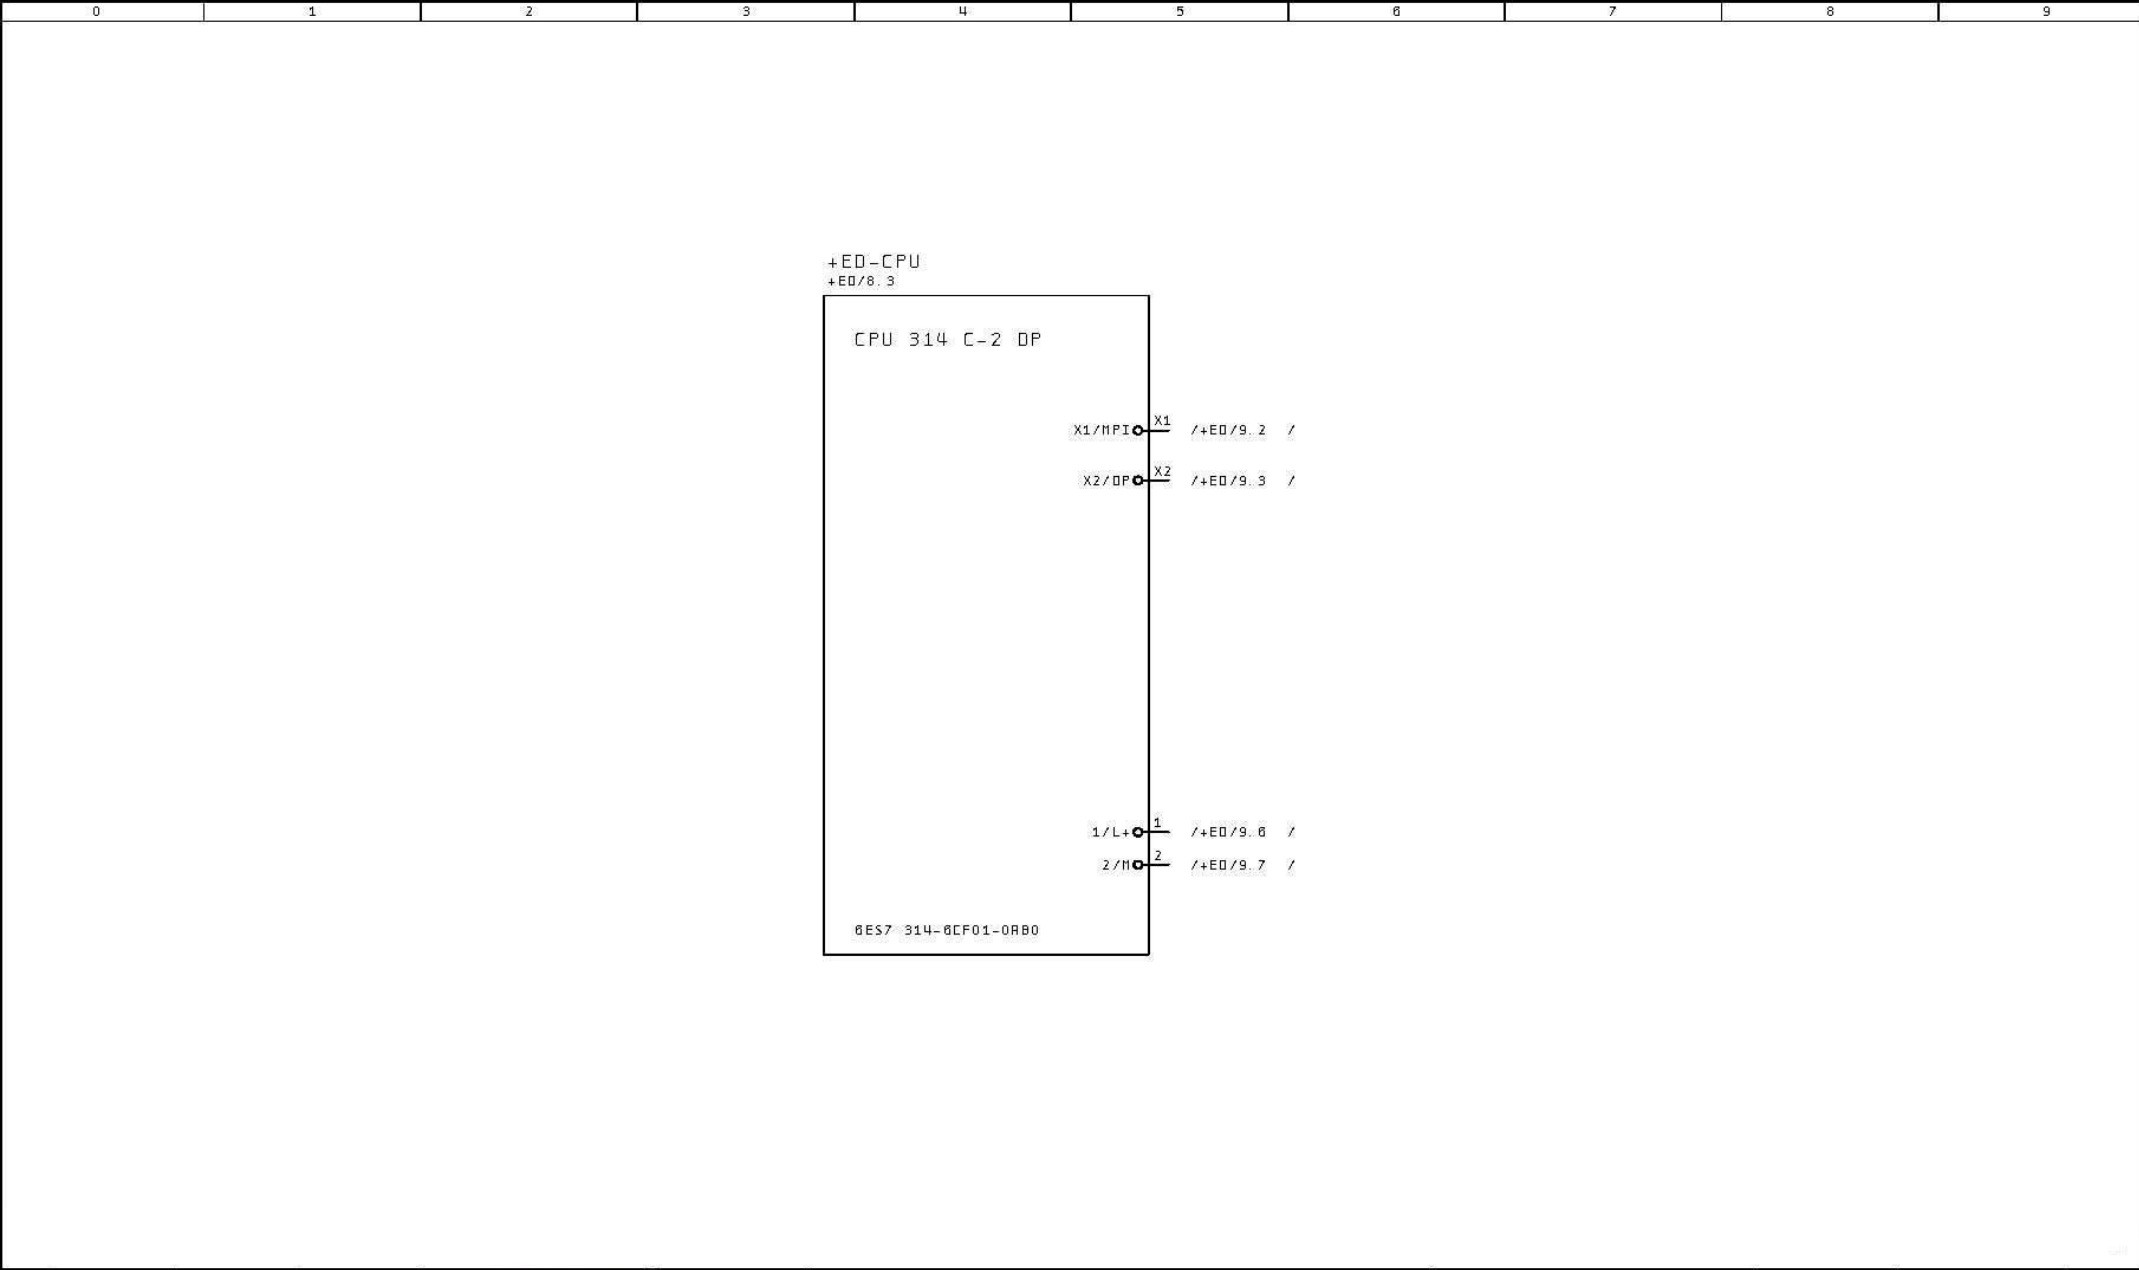 0 1 2 3 4 5 6 7 8 9
+ED-CPU
+ED/8.3
CPU 314 C-2 DP
X1/MPI X1 /+ED/9.2 /
X2/DP X2 /+ED/9.3 /
1/L+ 1 /+ED/9.6 /
2/M 2 /+ED/9.7 /
6ES7 314-6CF01-0AB0